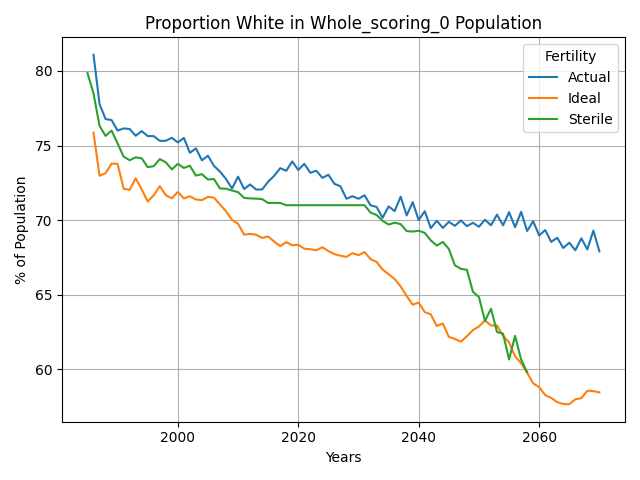 Proportion White in Whole_scoring_0 Population
Fertility
Actual
Ideal
Sterile
% of Population
80
75
70
65
60
2000
2020
2040
2060
Years